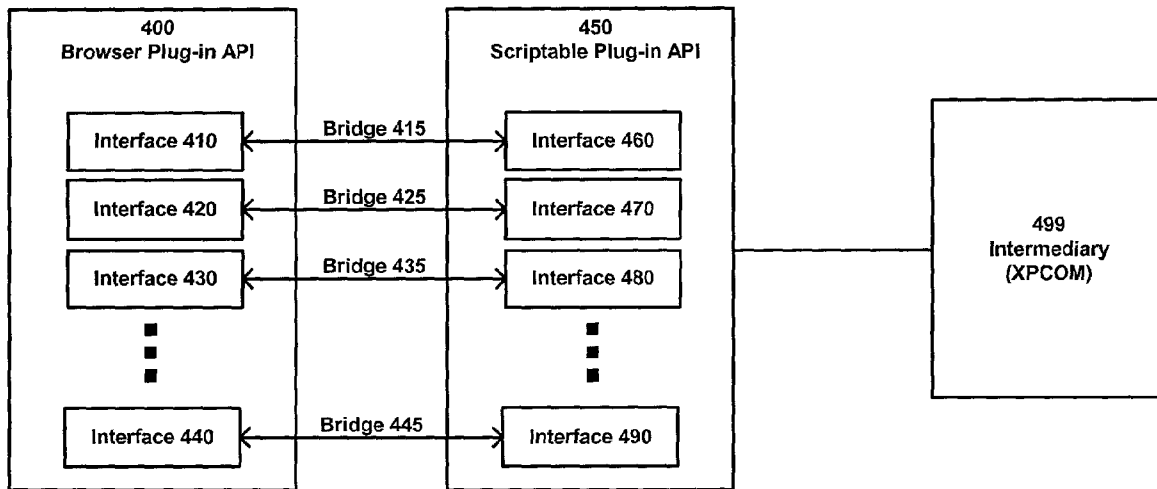 400
Browser Plug-in API
450
Scriptable Plug-in API
Interface 410
Bridge 415
Interface 460
Interface 420
Bridge 425
Interface 470
Interface 430
Bridge 435
Interface 480
Interface 440
Bridge 445
Interface 490
499
Intermediary
(XPCOM)